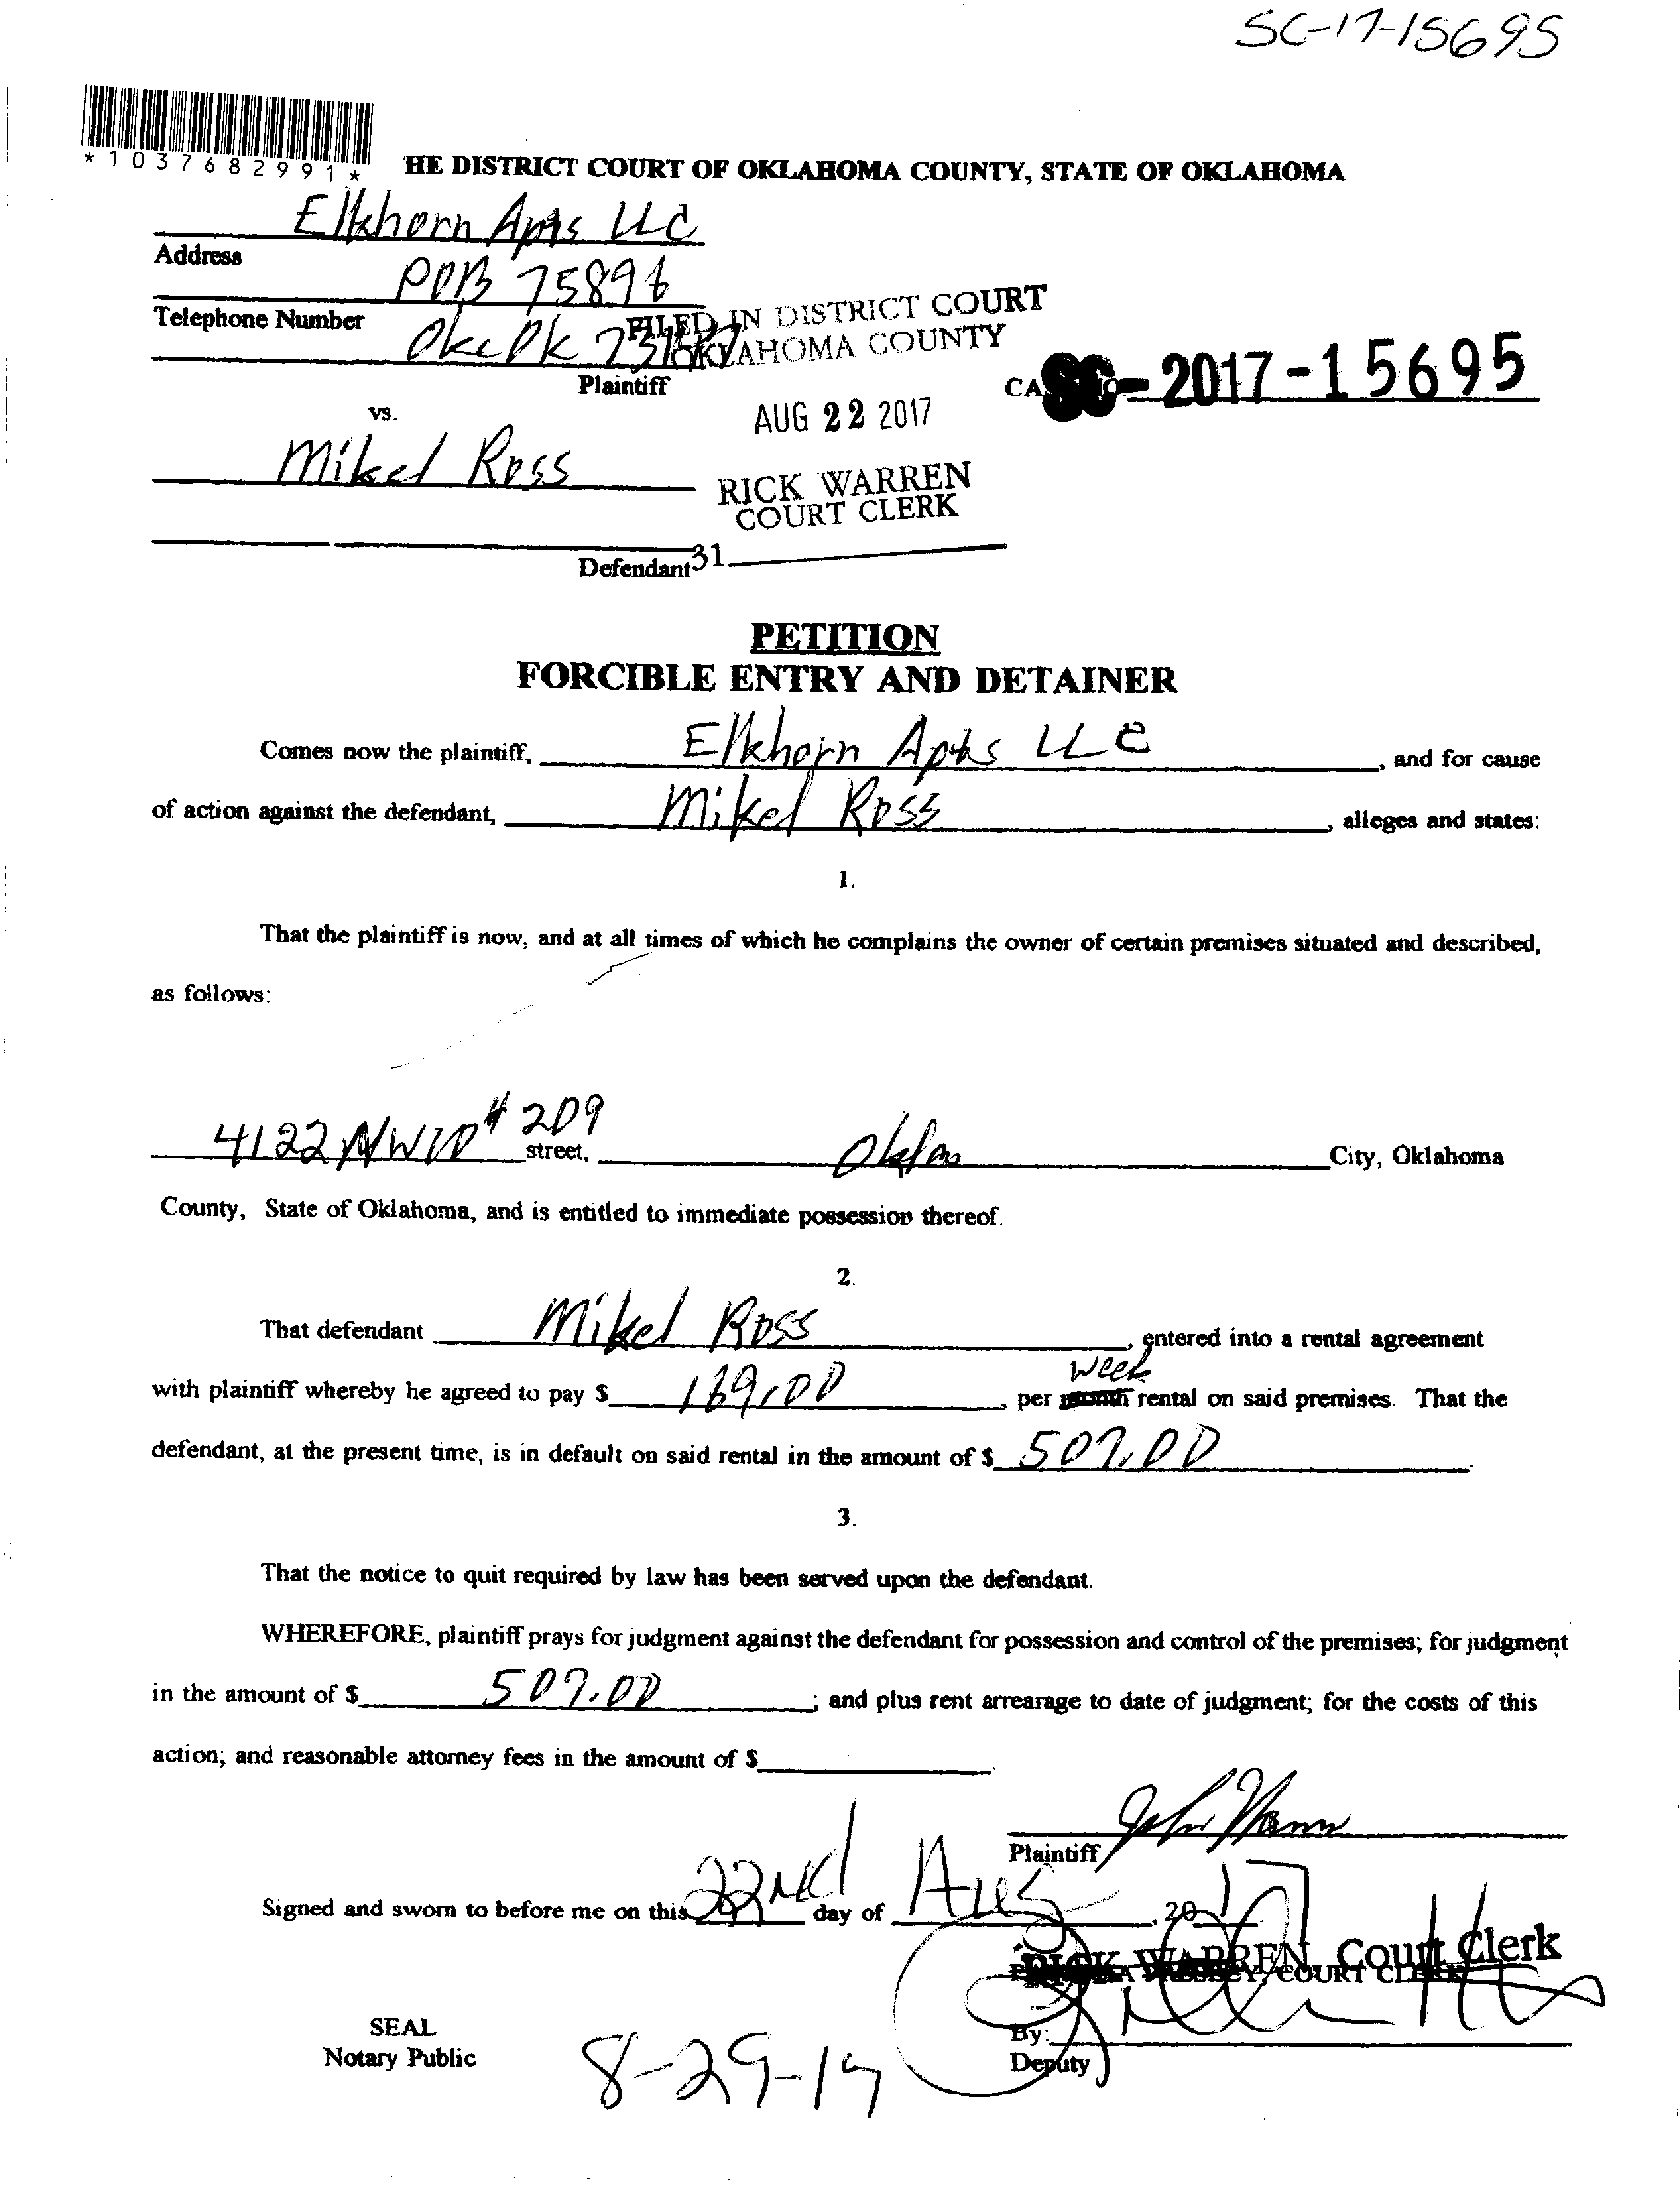 SC-17-15695
*1037682991*
HE DISTRICT COURT OF OKLAHOMA COUNTY, STATE OF OKLAHOMA
Elkhorn Apts LLC
Address
POB 75896
Telephone Number
FILED IN DISTRICT COURT
OKLAHOMA COUNTY
Okc Ok
Plaintiff
CA SC-2017-15695
vs.
AUG 22 2017
Mikel Ross
RICK WARREN
COURT CLERK
Defendant
31
PETITION
FORCIBLE ENTRY AND DETAINER
Comes now the plaintiff, Elkhorn Apts LLC, and for cause
of action against the defendant, Mikel Ross, alleges and states:
1.
That the plaintiff is now, and at all times of which he complains the owner of certain premises situated and described,
as follows:
4122 NW10 # 209 street, City, Oklahoma
County, State of Oklahoma, and is entitled to immediate possession thereof.
2.
That defendant Mikel Ross, entered into a rental agreement
week
with plaintiff whereby he agreed to pay $ 169.00, per month rental on said premises. That the
defendant, at the present time, is in default on said rental in the amount of $ 507.00.
3.
That the notice to quit required by law has been served upon the defendant.
WHEREFORE, plaintiff prays for judgment against the defendant for possession and control of the premises; for judgment
in the amount of $ 507.00; and plus rent arrearage to date of judgment; for the costs of this
action; and reasonable attorney fees in the amount of $
Plaintiff
Signed and sworn to before me on this 22nd day of Aug, 2017
RICK WARREN, Court Clerk
COURT CLERK
SEAL
By:
Notary Public
Deputy
8-29-17